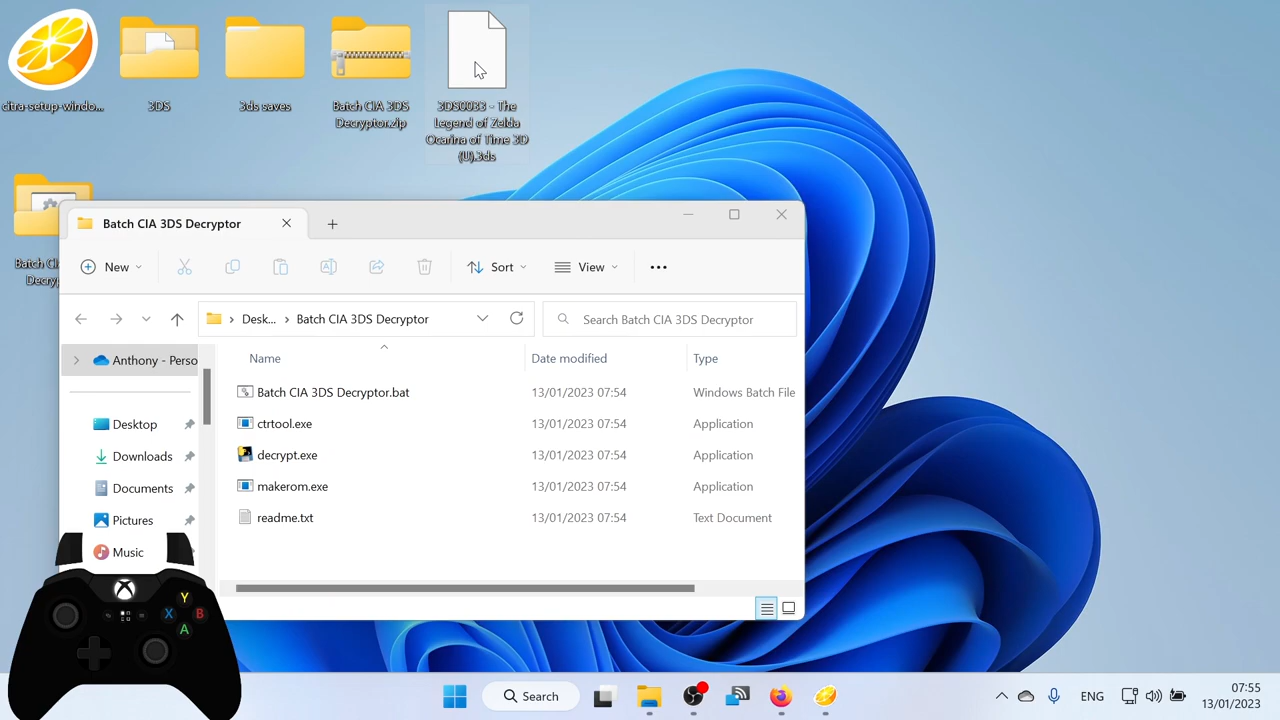 citra-setup-windo...
3DS
3ds saves
Batch CIA 3DS
Decryptor.zip
3DS0033 - The
Legend of Zelda
Ocarina of Time 3D
(U).3ds
Batch CIA 3DS Decryptor
New
Sort
View
Desk...
Batch CIA 3DS Decryptor
Search Batch CIA 3DS Decryptor
Name
Date modified
Type
Anthony - Perso
Batch CIA 3DS Decryptor.bat
13/01/2023 07:54
Windows Batch File
ctrtool.exe
13/01/2023 07:54
Application
Desktop
decrypt.exe
13/01/2023 07:54
Application
Downloads
makerom.exe
13/01/2023 07:54
Application
Documents
readme.txt
13/01/2023 07:54
Text Document
Pictures
Music
Batch CI
Decryp
Y
X
B
A
Search
ENG
07:55
13/01/2023